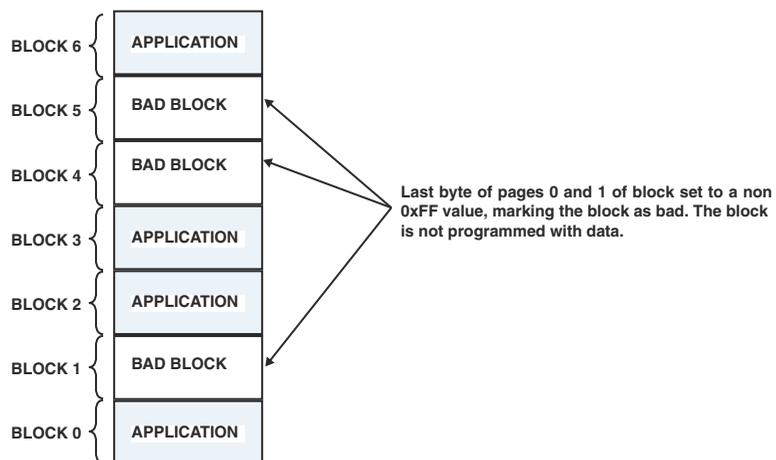 BLOCK 6
APPLICATION
BLOCK 5
BAD BLOCK
BLOCK 4
BAD BLOCK
BLOCK 3
APPLICATION
BLOCK 2
APPLICATION
BLOCK 1
BAD BLOCK
BLOCK 0
APPLICATION
Last byte of pages 0 and 1 of block set to a non
0xFF value, marking the block as bad. The block
is not programmed with data.